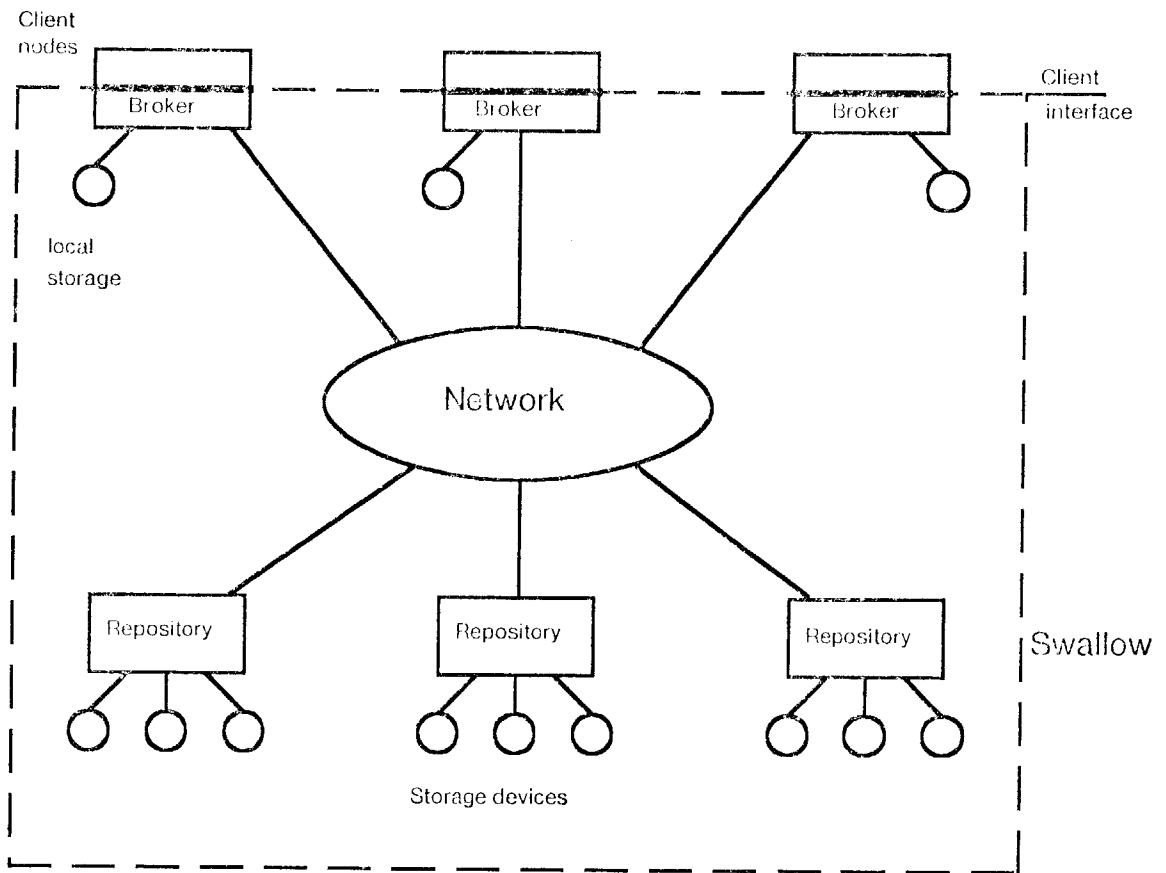 Client
nodes
Client
interface
Broker
Broker
Broker
local
storage
Network
Repository
Repository
Repository
Swallow
Storage devices